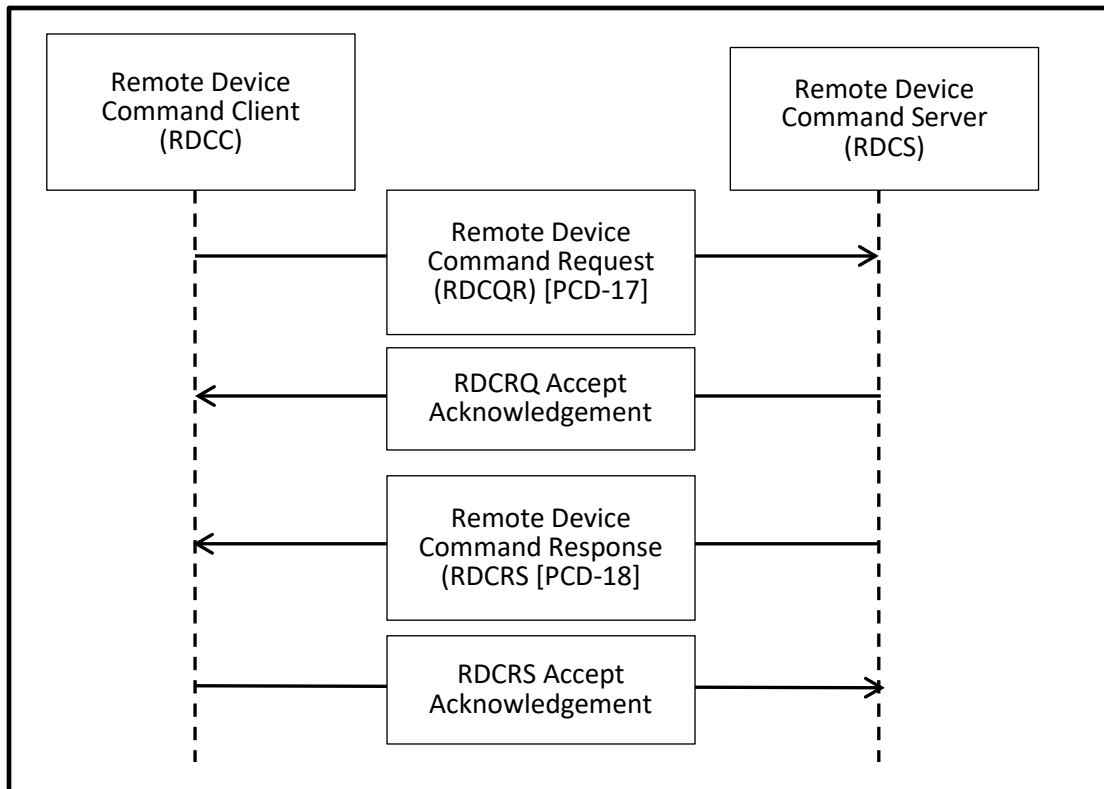 Remote Device
Command Client
(RDCC)
Remote Device
Command Server
(RDCS)
Remote Device
Command Request
(RDCQR) [PCD-17]
RDCRQ Accept
Acknowledgement
Remote Device
Command Response
(RDCRS [PCD-18]
RDCRS Accept
Acknowledgement